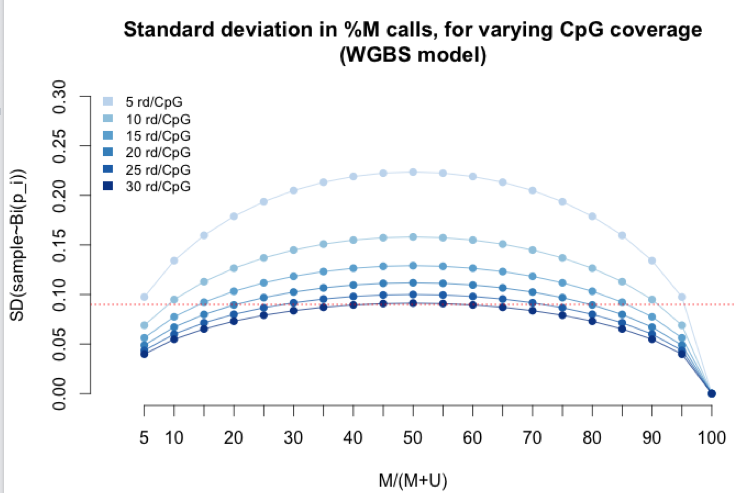 Standard deviation in %M calls, for varying CpG coverage
(WGBS model)
SD(sample~Bi(p_i))
0.30
0.25
0.20
0.15
0.10
0.05
0.00
5 rd/CpG
10 rd/CpG
15 rd/CpG
20 rd/CpG
25 rd/CpG
30 rd/CpG
5 10 20 30 40 50 60 70 80 90 100
M/(M+U)